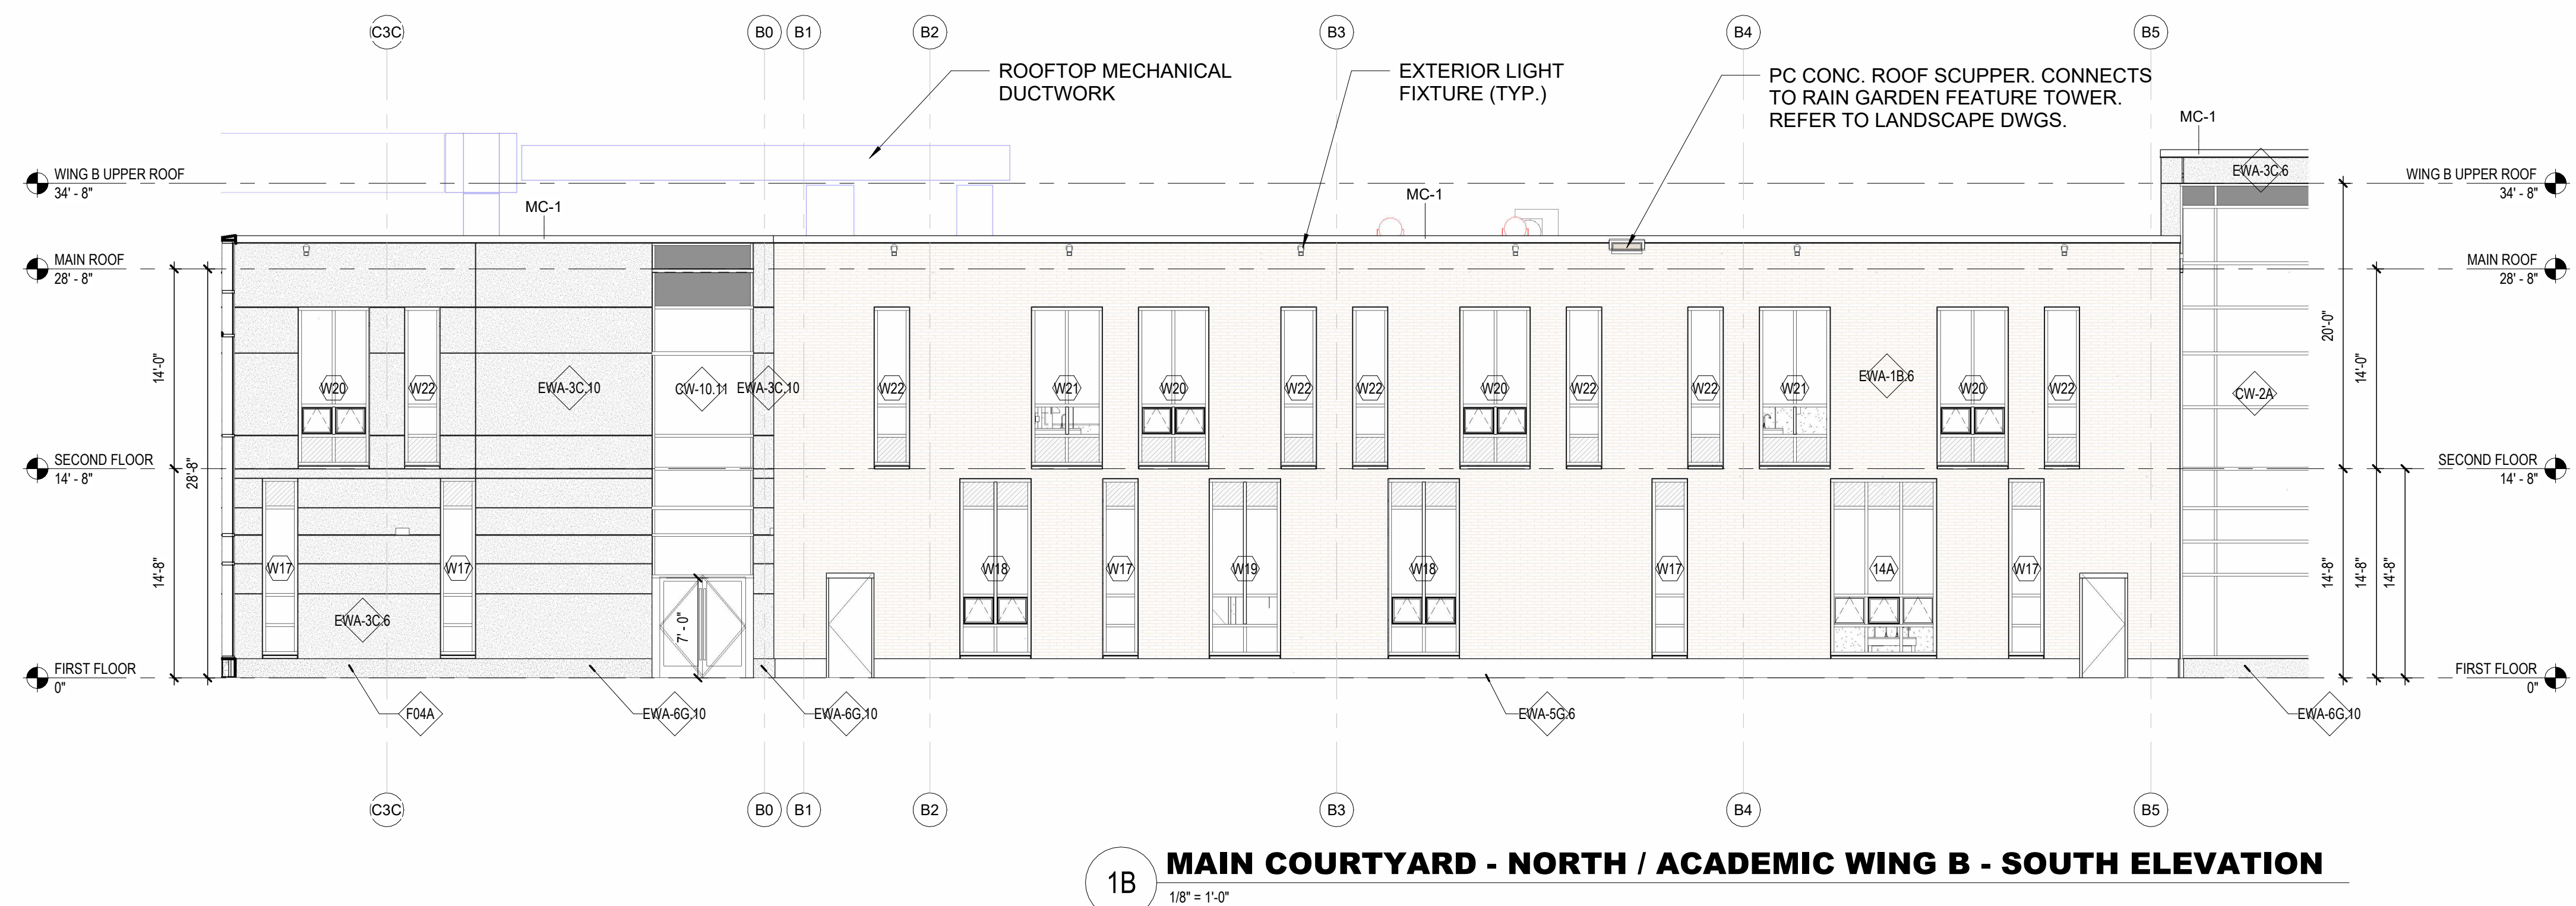 C3C B0 B1 B2 B3 B4 B5
ROOFTOP MECHANICAL
DUCTWORK
EXTERIOR LIGHT
FIXTURE (TYP.)
PC CONC. ROOF SCUPPER. CONNECTS
TO RAIN GARDEN FEATURE TOWER.
REFER TO LANDSCAPE DWGS.
MC-1
WING B UPPER ROOF
34' - 8"
EWA-3C.6
WING B UPPER ROOF
34' - 8"
MC-1
MC-1
MAIN ROOF
28' - 8"
MAIN ROOF
28' - 8"
14'-0"
20'-0"
14'-0"
W20 W22 EWA-3C.10 CW-10.11 EWA-3C.10 W22 W21 W20 W22 W22 W20 W22 W22 W21 EWA-1B.6 W20 W22 CW-2A
SECOND FLOOR
14' - 8"
28'-8"
SECOND FLOOR
14' - 8"
14'-8"
W17 W17 W18 W17 W19 W18 W17 14A W17
14'-8" 14'-8" 14'-8"
EWA-3C.6
7' - 0"
FIRST FLOOR
0"
FIRST FLOOR
0"
F04A EWA-6G.10 EWA-6G.10 EWA-5G.6 EWA-6G.10
C3C B0 B1 B2 B3 B4 B5
1B
MAIN COURTYARD - NORTH / ACADEMIC WING B - SOUTH ELEVATION
1/8" = 1'-0"